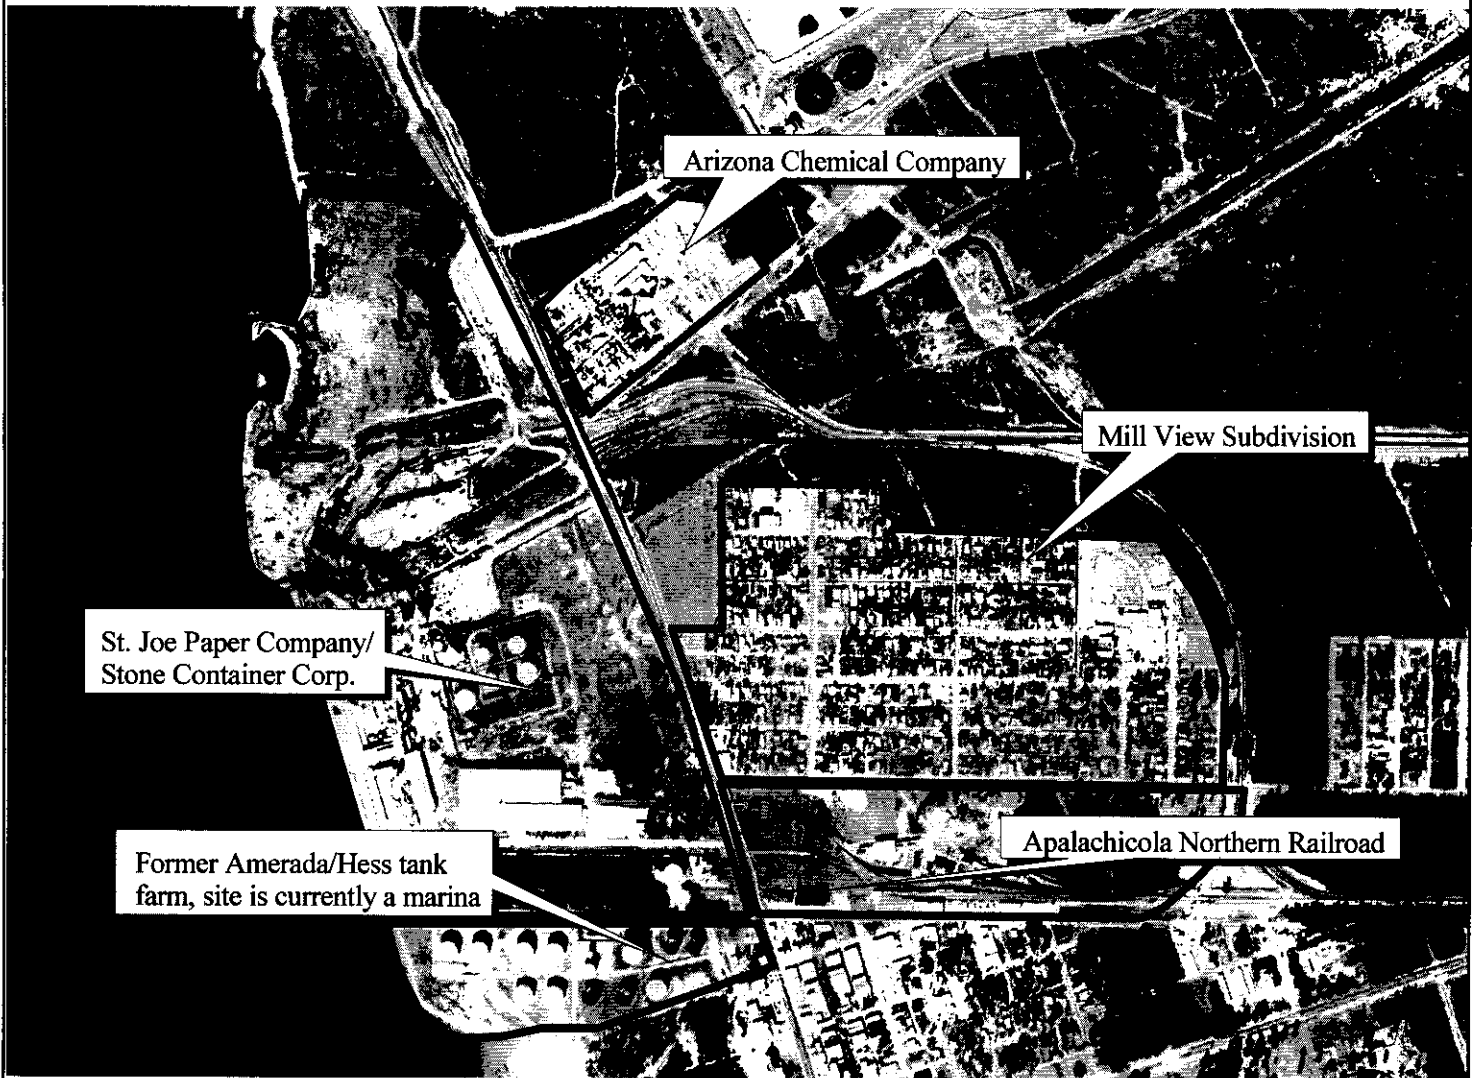 Arizona Chemical Company
Mill View Subdivision
St. Joe Paper Company/
Stone Container Corp.
Apalachicola Northern Railroad
Former Amerada/Hess tank
farm, site is currently a marina